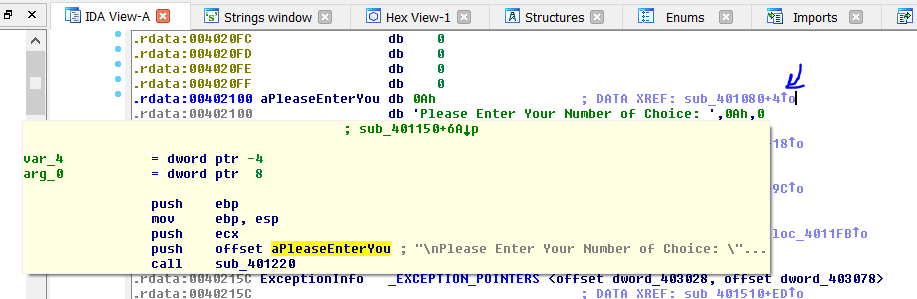 IDA View-A Strings window Hex View-1 Structures Enums Imports
.rdata:004020FC db 0
.rdata:004020FD db 0
.rdata:004020FE db 0
.rdata:004020FF db 0
.rdata:00402100 aPleaseEnterYou db 0Ah ; DATA XREF: sub_401080+4↑o
.rdata:00402100 db 'Please Enter Your Number of Choice: ',0Ah,0
; sub_401150+6A↓p
18↑o
var_4 = dword ptr -4
arg_0 = dword ptr 8
9C↑o
push ebp
mov ebp, esp
push ecx
loc_4011FB↑o
push offset aPleaseEnterYou ; "\nPlease Enter Your Number of Choice: \"...
call sub_401220
.rdata:0040215C ExceptionInfo _EXCEPTION_POINTERS <offset dword_403028, offset dword_403078>
.rdata:0040215C ; DATA XREF: sub_401510+ED↑o